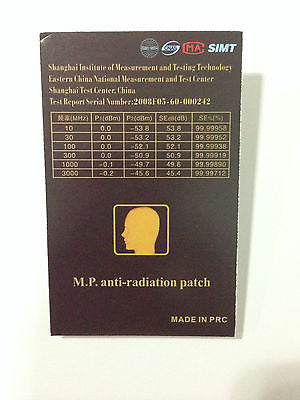 MA SIMT
Shanghai Institute of Measurement and Testing Technology
Eastern China National Measurement and Test Center
Shanghai Test Center, China
Test Report Serial Number:2008F05-60-000242
频率(MHz) P1(dBm) P2(dBm) SEdB(dB) SE%(%)
10 0.0 -53.8 53.8 99.99958
30 0.0 -53.2 53.2 99.99952
100 0.0 -52.1 52.1 99.99938
300 0.0 -50.9 50.9 99.99919
1000 -0.1 -49.7 49.6 99.99890
3000 -0.2 -45.6 45.4 99.99712
M.P. anti-radiation patch
MADE IN PRC